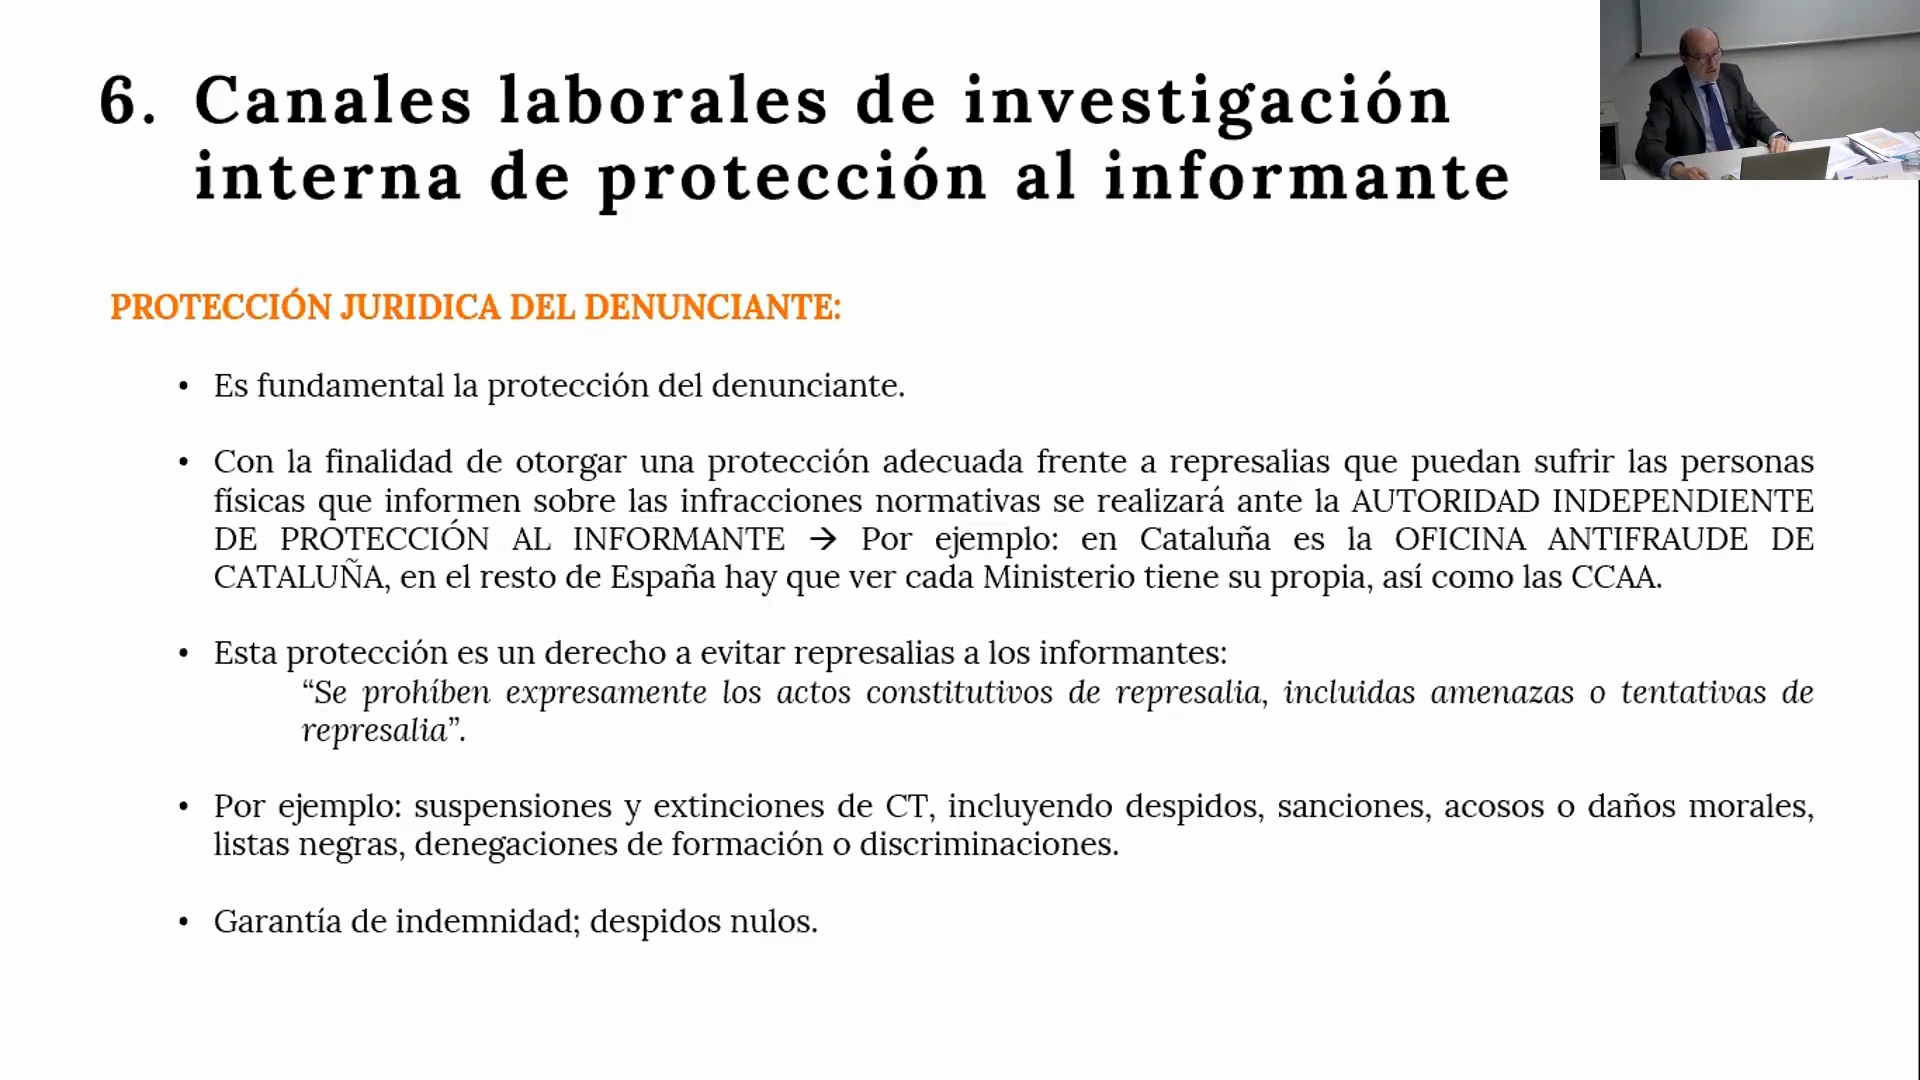 6. Canales laborales de investigación
interna de protección al informante
PROTECCIÓN JURIDICA DEL DENUNCIANTE:
• Es fundamental la protección del denunciante.
• Con la finalidad de otorgar una protección adecuada frente a represalias que puedan sufrir las personas
físicas que informen sobre las infracciones normativas se realizará ante la AUTORIDAD INDEPENDIENTE
DE PROTECCIÓN AL INFORMANTE → Por ejemplo: en Cataluña es la OFICINA ANTIFRAUDE DE
CATALUÑA, en el resto de España hay que ver cada Ministerio tiene su propia, así como las CCAA.
• Esta protección es un derecho a evitar represalias a los informantes:
“Se prohíben expresamente los actos constitutivos de represalia, incluidas amenazas o tentativas de
represalia”.
• Por ejemplo: suspensiones y extinciones de CT, incluyendo despidos, sanciones, acosos o daños morales,
listas negras, denegaciones de formación o discriminaciones.
• Garantía de indemnidad; despidos nulos.